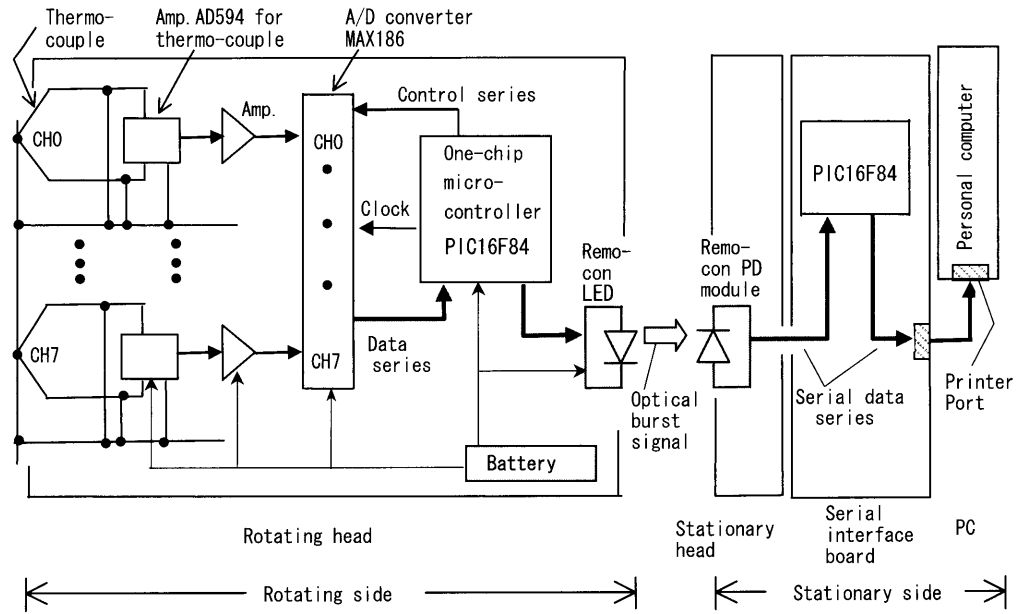 Thermo-
couple
Amp. AD594 for
thermo-couple
A/D converter
MAX186
Amp.
Control series
CH0
CH0
One-chip
micro-
controller
PIC16F84
Clock
Data
series
CH7
CH7
Remo-
con
LED
Battery
Optical
burst
signal
Remo-
con PD
module
PIC16F84
Serial data
series
Personal computer
Printer
Port
Rotating head
Stationary
head
Serial
interface
board
PC
Rotating side
Stationary side